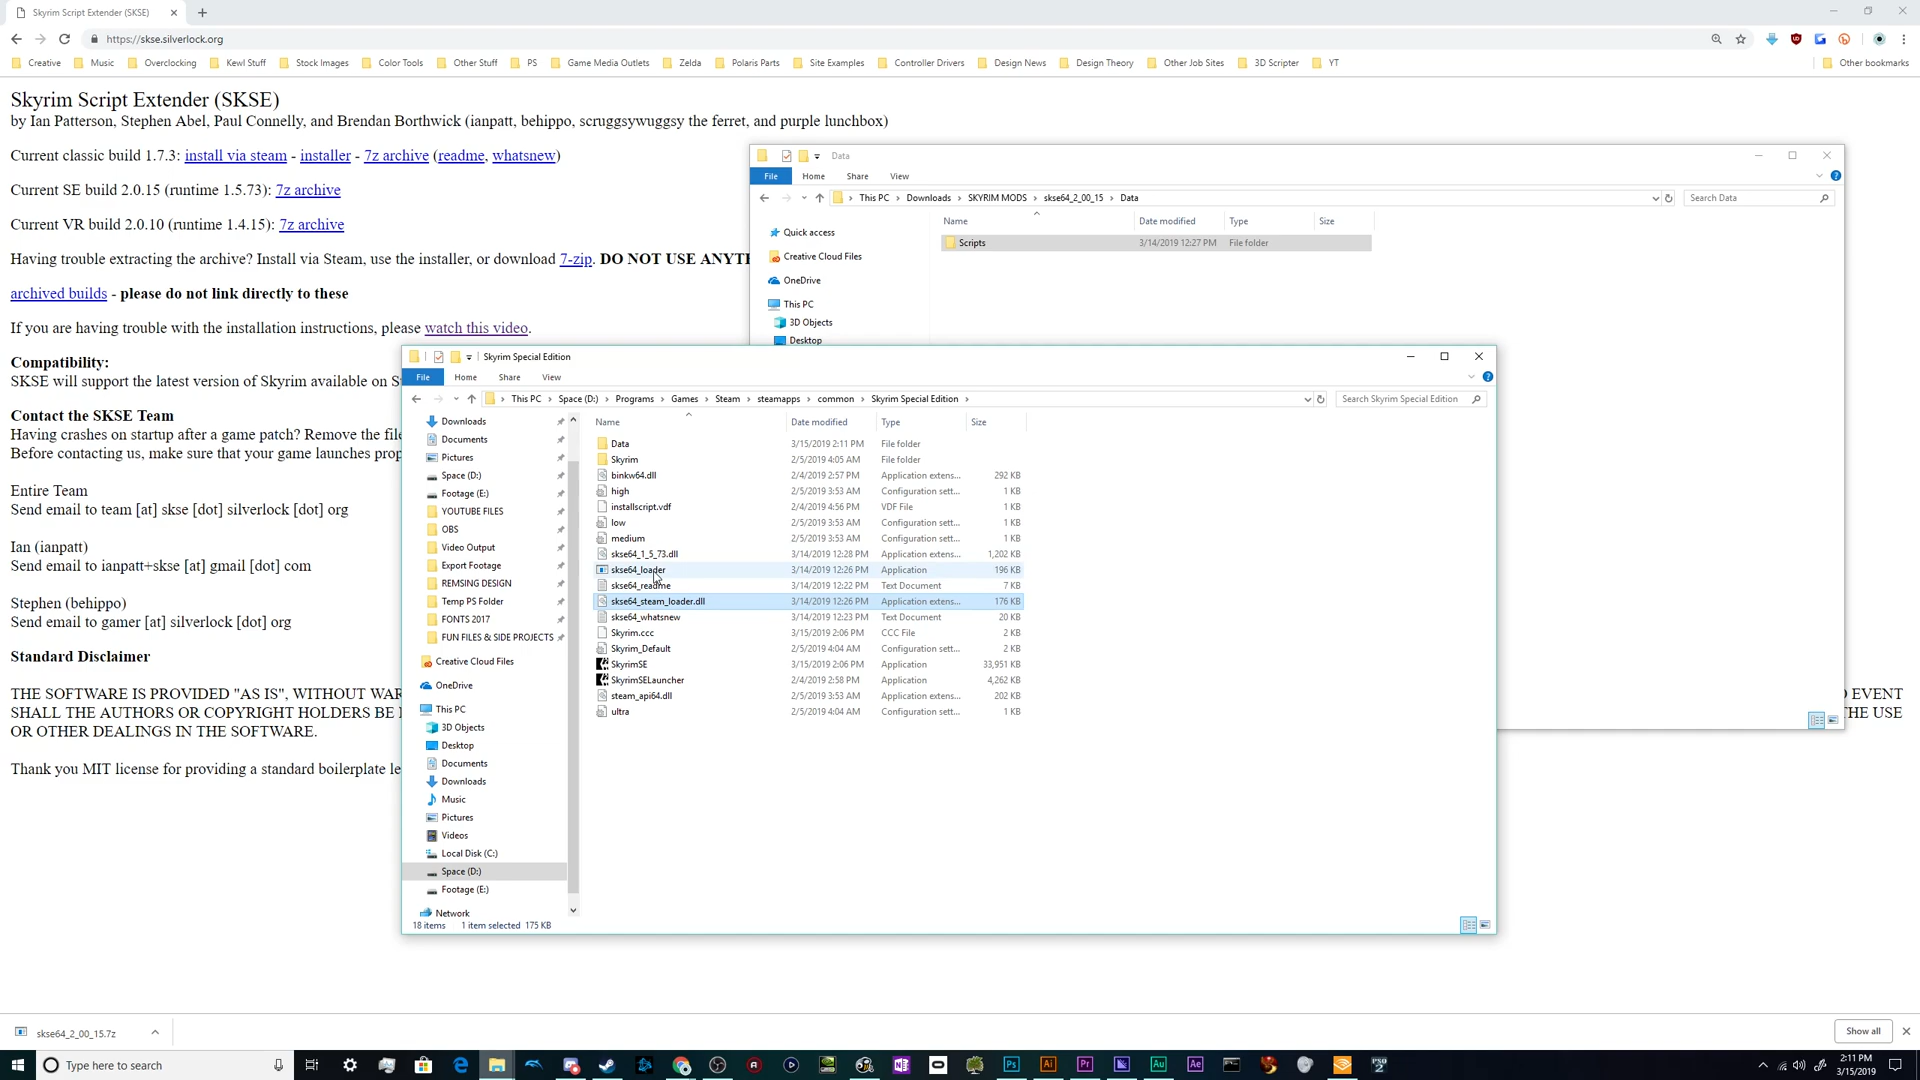 Skyrim Script Extender (SKSE)
https://skse.silverlock.org
Creative Music Overclocking Kewl Stuff Stock Images Color Tools Other Stuff PS Game Media Outlets Zelda Polaris Parts Site Examples Controller Drivers Design News Design Theory Other Job Sites 3D Scripter YT Other bookmarks
Skyrim Script Extender (SKSE)
by Ian Patterson, Stephen Abel, Paul Connelly, and Brendan Borthwick (ianpatt, behippo, scruggsywuggsy the ferret, and purple lunchbox)
Current classic build 1.7.3: install via steam - installer - 7z archive (readme, whatsnew)
Current SE build 2.0.15 (runtime 1.5.73): 7z archive
Current VR build 2.0.10 (runtime 1.4.15): 7z archive
Having trouble extracting the archive? Install via Steam, use the installer, or download 7-zip. DO NOT USE ANYTH
archived builds - please do not link directly to these
If you are having trouble with the installation instructions, please watch this video.
Compatibility:
SKSE will support the latest version of Skyrim available on S
Contact the SKSE Team
Having crashes on startup after a game patch? Remove the file
Before contacting us, make sure that your game launches prop
Entire Team
Send email to team [at] skse [dot] silverlock [dot] org
Ian (ianpatt)
Send email to ianpatt+skse [at] gmail [dot] com
Stephen (behippo)
Send email to gamer [at] silverlock [dot] org
Standard Disclaimer
THE SOFTWARE IS PROVIDED "AS IS", WITHOUT WAR
SHALL THE AUTHORS OR COPYRIGHT HOLDERS BE
OR OTHER DEALINGS IN THE SOFTWARE.
EVENT
THE USE
Thank you MIT license for providing a standard boilerplate le
Data
File Home Share View
This PC Downloads SKYRIM MODS skse64_2_00_15 Data
Search Data
Name Date modified Type Size
Scripts 3/14/2019 12:27 PM File folder
Quick access
Creative Cloud Files
OneDrive
This PC
3D Objects
Desktop
Skyrim Special Edition
File Home Share View
This PC Space (D:) Programs Games Steam steamapps common Skyrim Special Edition
Search Skyrim Special Edition
Downloads
Documents
Pictures
Space (D:)
Footage (E:)
YOUTUBE FILES
OBS
Video Output
Export Footage
REMSING DESIGN
Temp PS Folder
FONTS 2017
FUN FILES & SIDE PROJECTS
Creative Cloud Files
OneDrive
This PC
3D Objects
Desktop
Documents
Downloads
Music
Pictures
Videos
Local Disk (C:)
Space (D:)
Footage (E:)
Network
Name Date modified Type Size
Data 3/15/2019 2:11 PM File folder
Skyrim 2/5/2019 4:05 AM File folder
binkw64.dll 2/4/2019 2:57 PM Application extens... 292 KB
high 2/5/2019 3:53 AM Configuration sett... 1 KB
installscript.vdf 2/4/2019 4:56 PM VDF File 1 KB
low 2/5/2019 3:53 AM Configuration sett... 1 KB
medium 2/5/2019 3:53 AM Configuration sett... 1 KB
skse64_1_5_73.dll 3/14/2019 12:28 PM Application extens... 1,202 KB
skse64_loader 3/14/2019 12:26 PM Application 196 KB
skse64_readme 3/14/2019 12:22 PM Text Document 7 KB
skse64_steam_loader.dll 3/14/2019 12:26 PM Application extens... 176 KB
skse64_whatsnew 3/14/2019 12:23 PM Text Document 20 KB
Skyrim.ccc 3/15/2019 2:06 PM CCC File 2 KB
Skyrim_Default 2/5/2019 4:04 AM Configuration sett... 2 KB
SkyrimSE 3/15/2019 2:06 PM Application 33,951 KB
SkyrimSELauncher 2/4/2019 2:58 PM Application 4,262 KB
steam_api64.dll 2/5/2019 3:53 AM Application extens... 202 KB
ultra 2/5/2019 4:04 AM Configuration sett... 1 KB
18 items 1 item selected 175 KB
skse64_2_00_15.7z
Show all
Type here to search
Ps Ai Pr Au Ae
2:11 PM
3/15/2019